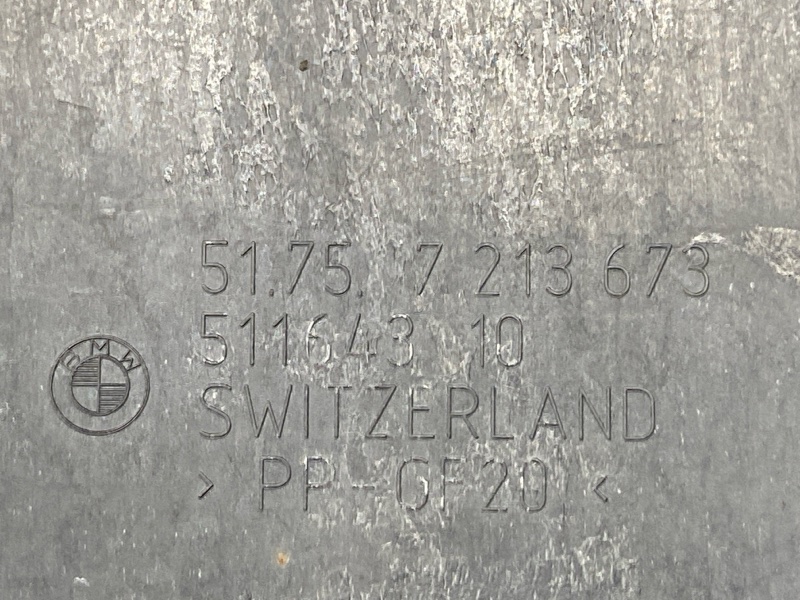 51.75. 7 213 673
511643 10
BMW
SWITZERLAND
> PP-GF20 <